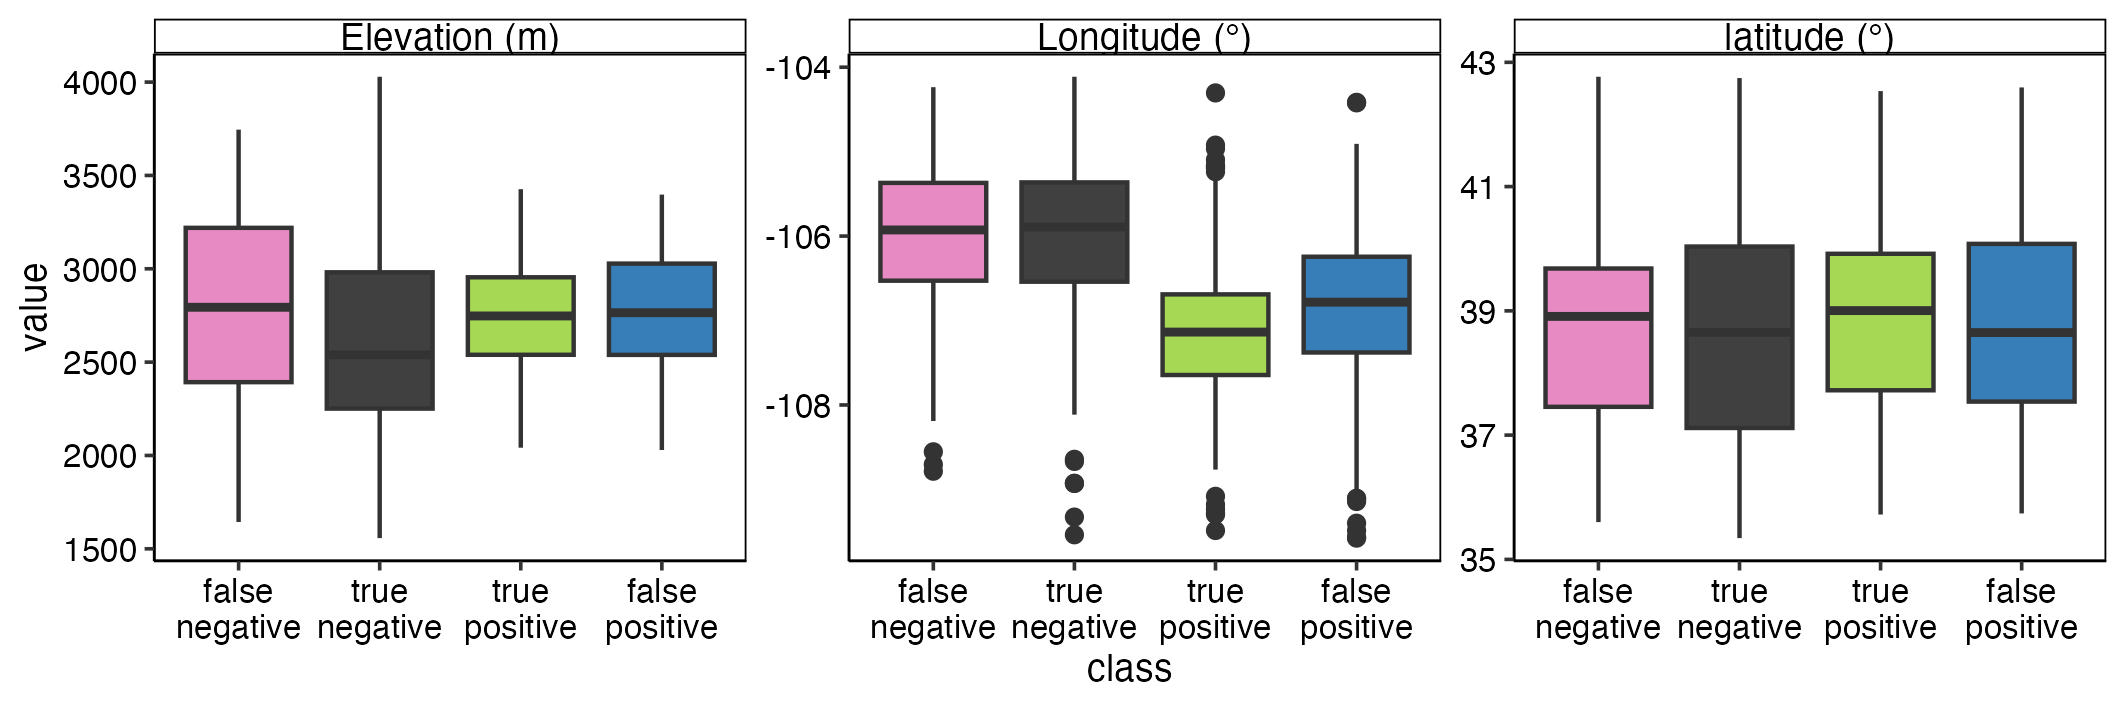 Elevation (m)
Longitude (°)
latitude (°)
value
4000
3500
3000
2500
2000
1500
-104
-106
-108
43
41
39
37
35
false negative
true negative
true positive
false positive
false negative
true negative
true positive
false positive
false negative
true negative
true positive
false positive
class